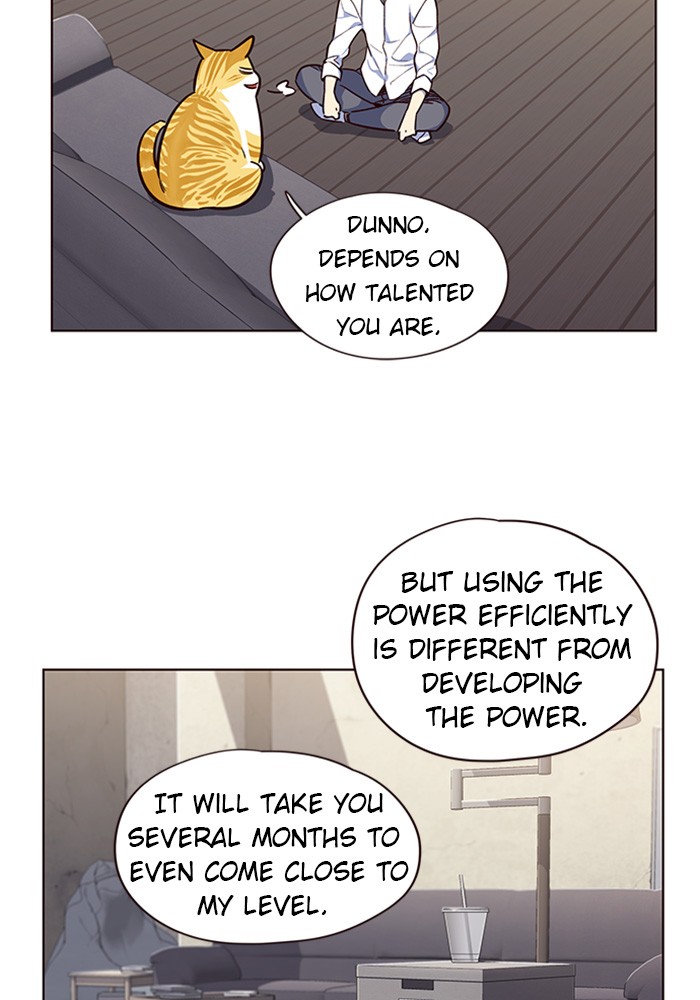 DUNNO.
DEPENDS ON
HOW TALENTED
YOU ARE.
BUT USING THE
POWER EFFICIENTLY
IS DIFFERENT FROM
DEVELOPING
THE POWER.
IT WILL TAKE YOU
SEVERAL MONTHS TO
EVEN COME CLOSE TO
MY LEVEL.